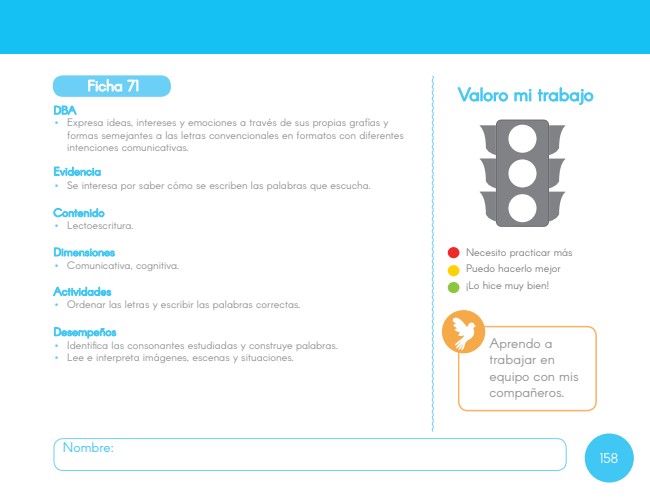 Ficha 71
DBA
• Expresa ideas, intereses y emociones a través de sus propias grafías y
formas semejantes a las letras convencionales en formatos con diferentes
intenciones comunicativas.
Evidencia
• Se interesa por saber cómo se escriben las palabras que escucha.
Contenido
• Lectoescritura.
Dimensiones
• Comunicativa, cognitiva.
Actividades
• Ordenar las letras y escribir las palabras correctas.
Desempeños
• Identifica las consonantes estudiadas y construye palabras.
• Lee e interpreta imágenes, escenas y situaciones.
Valoro mi trabajo
Necesito practicar más
Puedo hacerlo mejor
¡Lo hice muy bien!
Aprendo a
trabajar en
equipo con mis
compañeros.
Nombre:
158